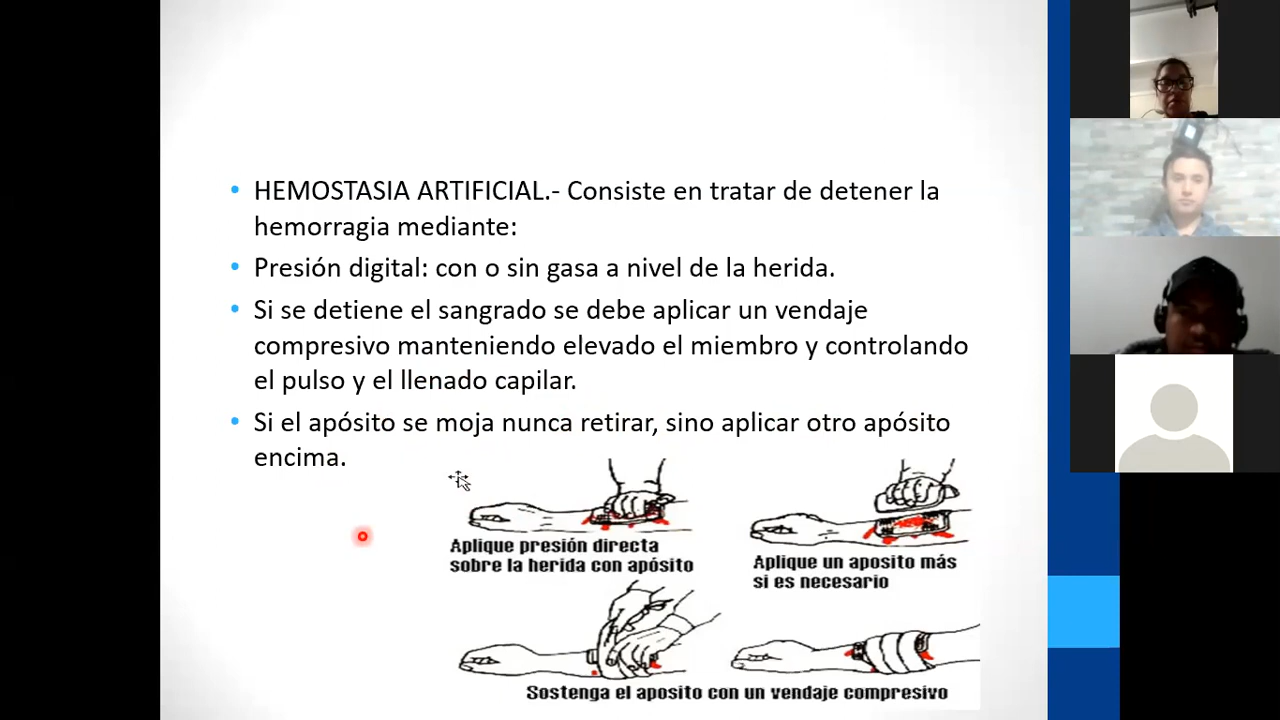 HEMOSTASIA ARTIFICIAL.- Consiste en tratar de detener la
hemorragia mediante:
Presión digital: con o sin gasa a nivel de la herida.
Si se detiene el sangrado se debe aplicar un vendaje
compresivo manteniendo elevado el miembro y controlando
el pulso y el llenado capilar.
Si el apósito se moja nunca retirar, sino aplicar otro apósito
encima.
Aplique presión directa
sobre la herida con apósito
Aplique un aposito más
si es necesario
Sostenga el aposito con un vendaje compresivo